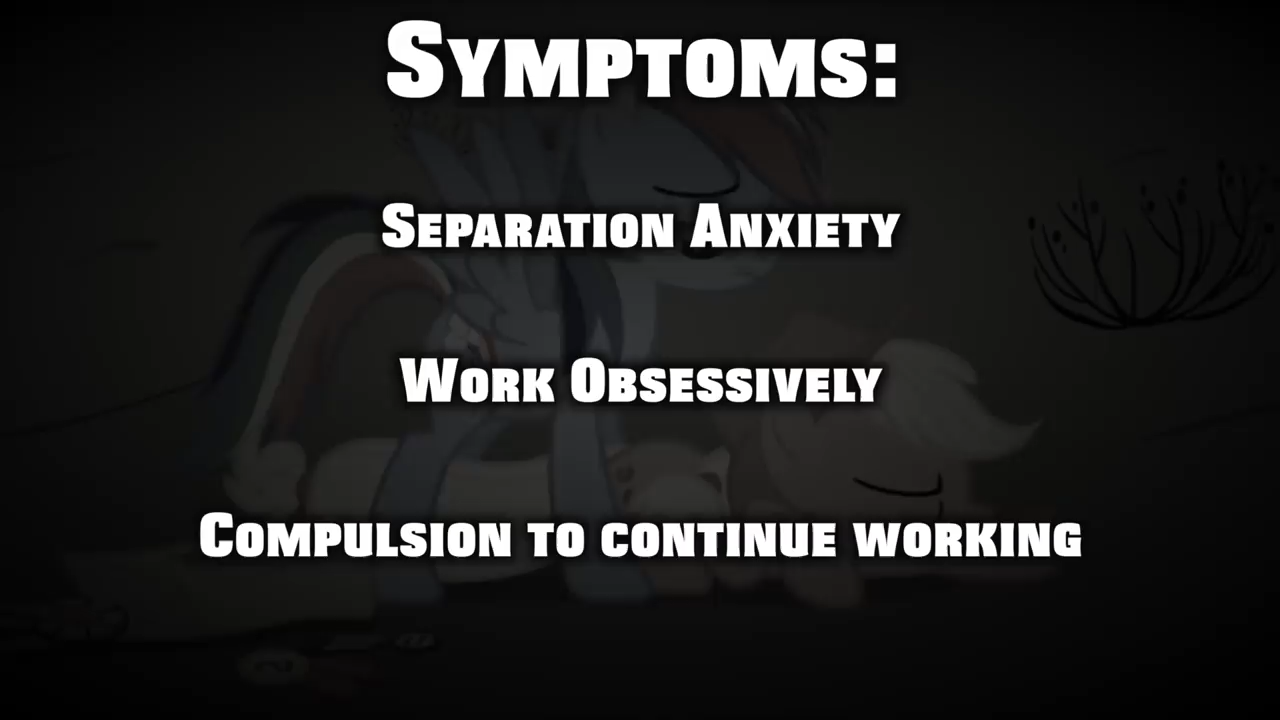 Symptoms:
Separation Anxiety
Work Obsessively
Compulsion to continue working